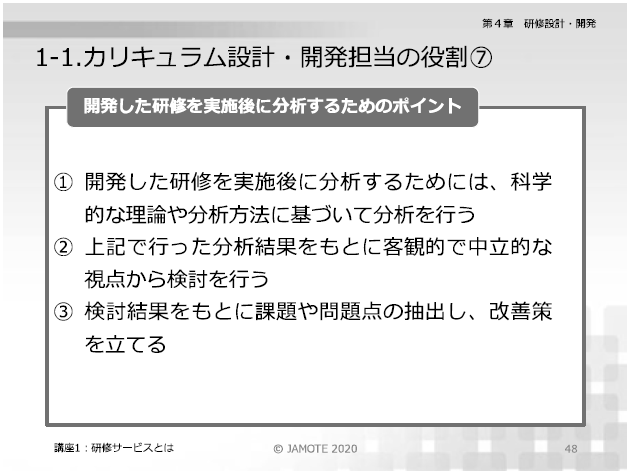 第４章　研修設計・開発
1-1.カリキュラム設計・開発担当の役割⑦
開発した研修を実施後に分析するためのポイント
① 開発した研修を実施後に分析するためには、科学
的な理論や分析方法に基づいて分析を行う
② 上記で行った分析結果をもとに客観的で中立的な
視点から検討を行う
③ 検討結果をもとに課題や問題点の抽出し、改善策
を立てる
講座1：研修サービスとは
© JAMOTE 2020
48